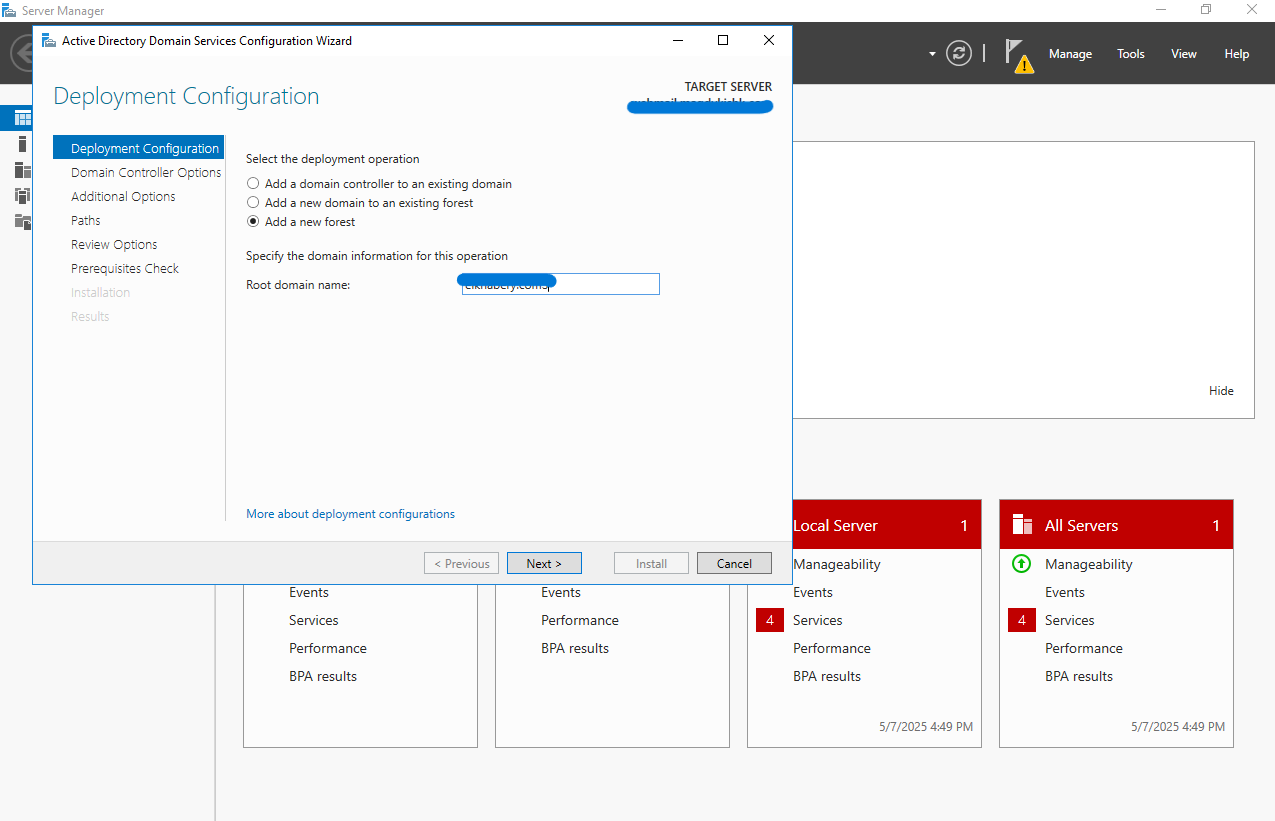 Server Manager
Manage Tools View Help
Active Directory Domain Services Configuration Wizard
Deployment Configuration
TARGET SERVER
Deployment Configuration
Domain Controller Options
Additional Options
Paths
Review Options
Prerequisites Check
Installation
Results
Select the deployment operation
Add a domain controller to an existing domain
Add a new domain to an existing forest
Add a new forest
Specify the domain information for this operation
Root domain name:
More about deployment configurations
< Previous Next > Install Cancel
Hide
Events
Services
Performance
BPA results
Events
Performance
BPA results
Local Server 1
Manageability
Events
4 Services
Performance
BPA results
5/7/2025 4:49 PM
All Servers 1
Manageability
Events
4 Services
Performance
BPA results
5/7/2025 4:49 PM